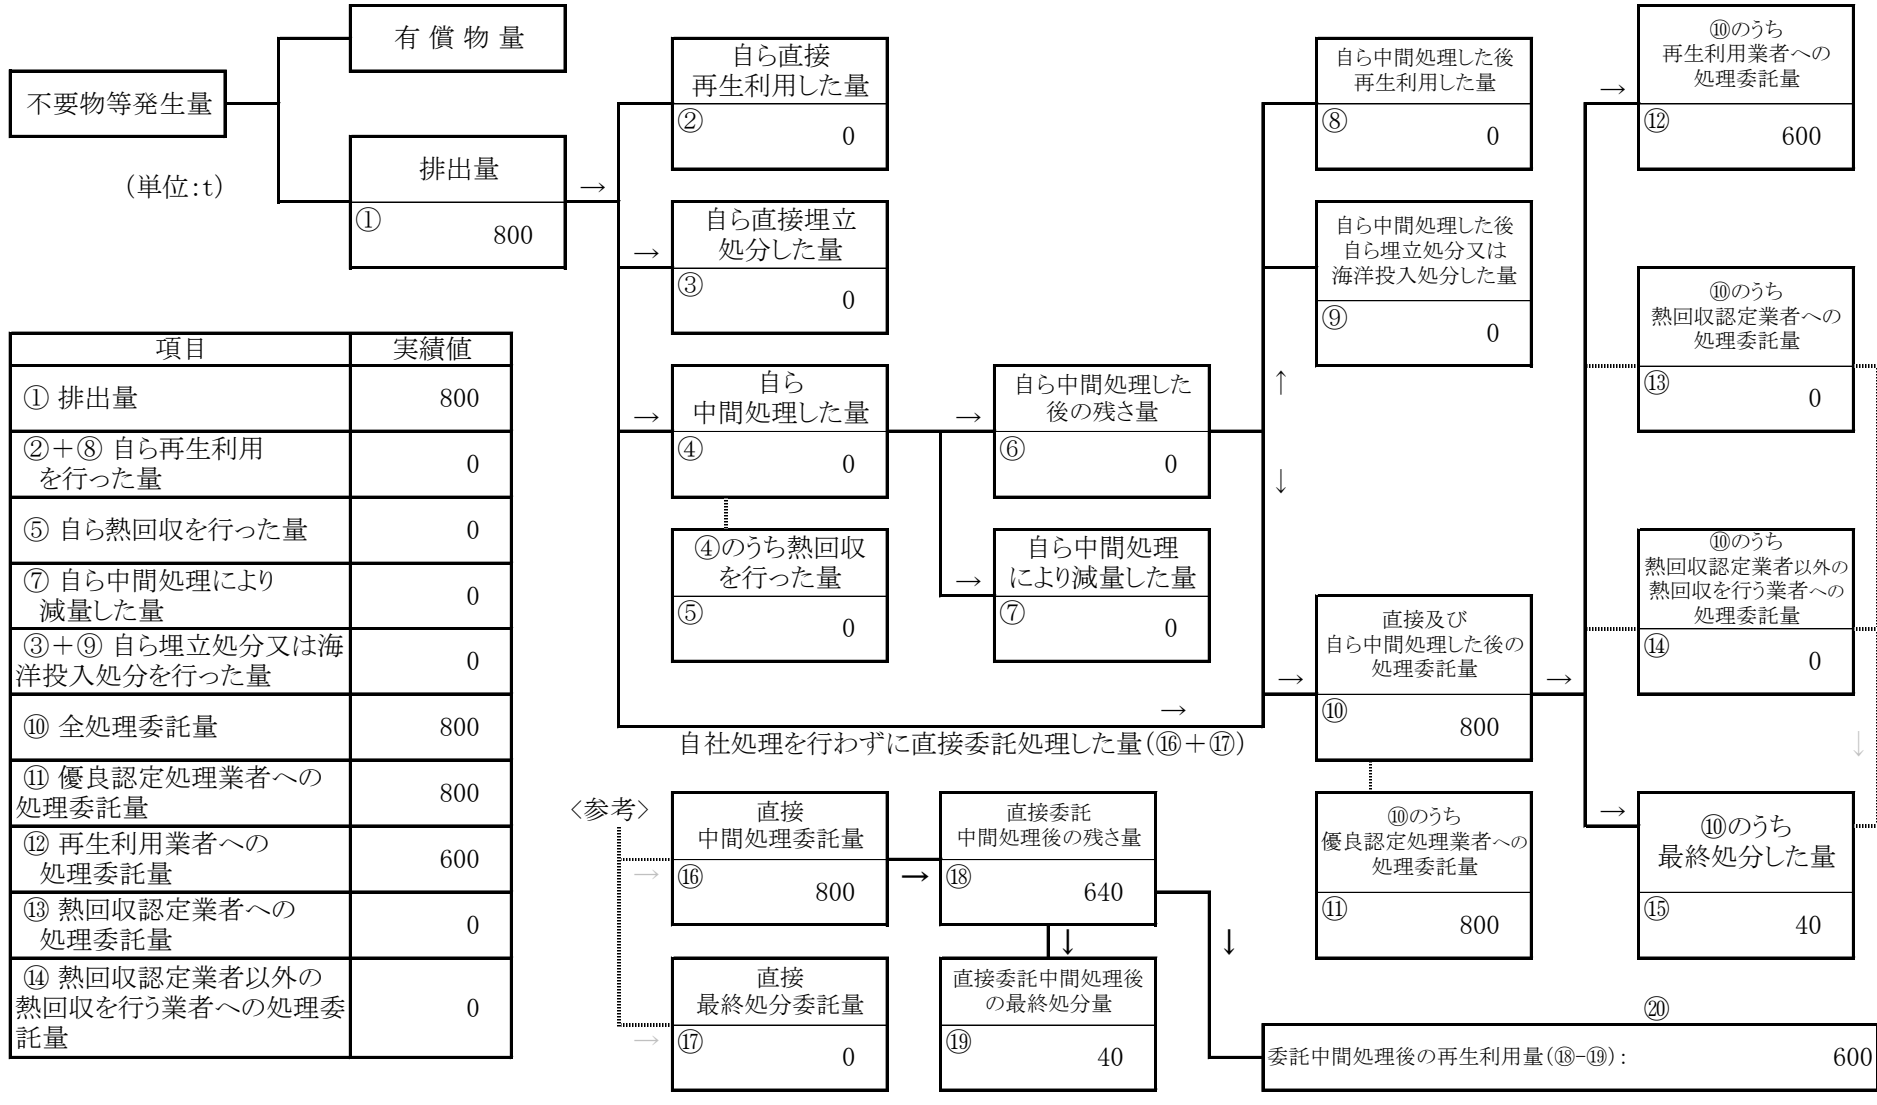 有 償 物 量
不要物等発生量
(単位:t)
排出量
①
800
→
自ら直接
再生利用した量
②
0
→
自ら直接埋立
処分した量
③
0
→
自ら
中間処理した量
④
0
④のうち熱回収
を行った量
⑤
0
→
自ら中間処理した
後の残さ量
⑥
0
→
自ら中間処理
により減量した量
⑦
0
↑
↓
自ら中間処理した後
再生利用した量
⑧
0
自ら中間処理した後
自ら埋立処分又は
海洋投入処分した量
⑨
0
→
自社処理を行わずに直接委託処理した量(⑯+⑰)
→
直接及び
自ら中間処理した後の
処理委託量
⑩
800
⑩のうち
優良認定処理業者への
処理委託量
⑪
800
→
→
⑩のうち
再生利用業者への
処理委託量
⑫
600
⑩のうち
熱回収認定業者への
処理委託量
⑬
0
⑩のうち
熱回収認定業者以外の
熱回収を行う業者への
処理委託量
⑭
0
↓
→
⑩のうち
最終処分した量
⑮
40
項目 実績値
① 排出量 800
②+⑧ 自ら再生利用
を行った量
0
⑤ 自ら熱回収を行った量 0
⑦ 自ら中間処理により
減量した量
0
③+⑨ 自ら埋立処分又は海
洋投入処分を行った量
0
⑩ 全処理委託量 800
⑪ 優良認定処理業者への
処理委託量
800
⑫ 再生利用業者への
処理委託量
600
⑬ 熱回収認定業者への
処理委託量
0
⑭ 熱回収認定業者以外の
熱回収を行う業者への処理委
託量
0
<参考>
→
直接
中間処理委託量
⑯
800
→
直接委託
中間処理後の残さ量
⑱
640
↓
↓
→
直接
最終処分委託量
⑰
0
直接委託中間処理後
の最終処分量
⑲
40
⑳
委託中間処理後の再生利用量(⑱-⑲): 600